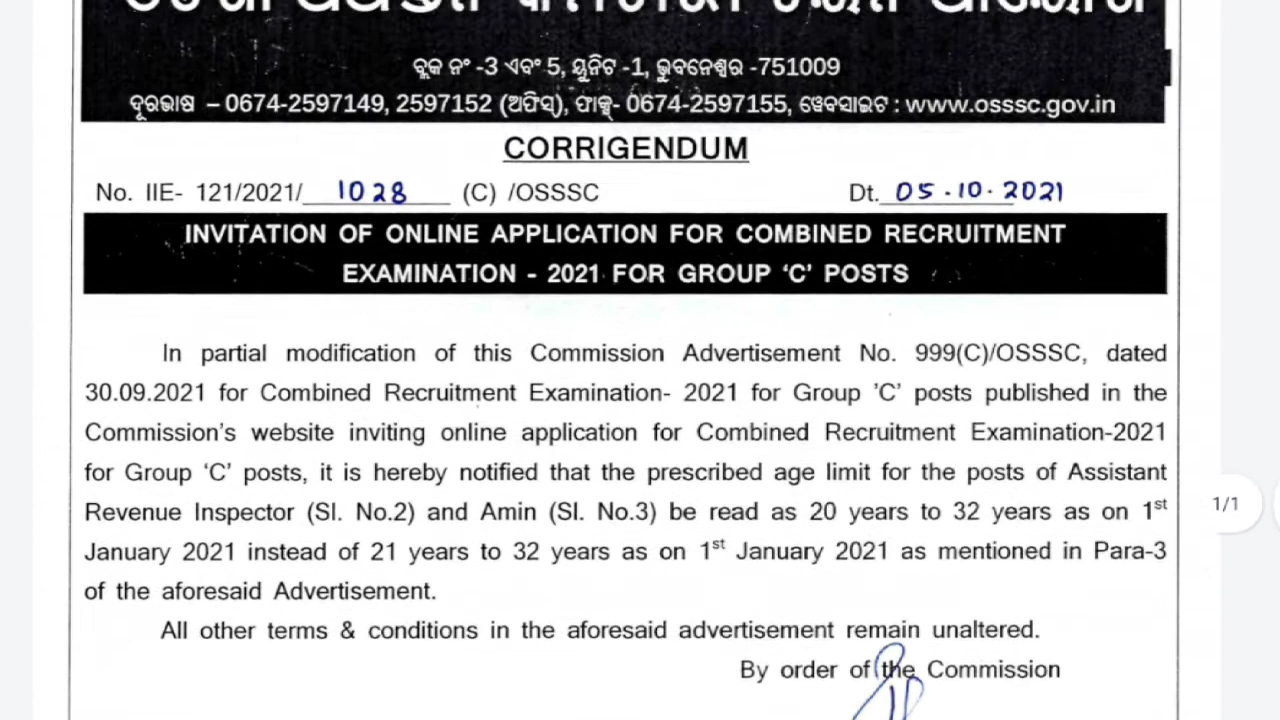 ବ୍ଲକ ନଂ -3 ଏବଂ 5, ୟୁନିଟ -1, ଭୁବନେଶ୍ୱର -751009
ଦୂରଭାଷ – 0674-2597149, 2597152 (ଅଫିସ୍), ଫାକ୍ସ- 0674-2597155, ୱେବସାଇଟ : www.osssc.gov.in
CORRIGENDUM
No. IIE- 121/2021/ 1028 (C) /OSSSC Dt. 05.10.2021
INVITATION OF ONLINE APPLICATION FOR COMBINED RECRUITMENT
EXAMINATION - 2021 FOR GROUP ‘C’ POSTS
In partial modification of this Commission Advertisement No. 999(C)/OSSSC, dated
30.09.2021 for Combined Recruitment Examination- 2021 for Group ’C’ posts published in the
Commission’s website inviting online application for Combined Recruitment Examination-2021
for Group ‘C’ posts, it is hereby notified that the prescribed age limit for the posts of Assistant
Revenue Inspector (Sl. No.2) and Amin (Sl. No.3) be read as 20 years to 32 years as on 1st
January 2021 instead of 21 years to 32 years as on 1st January 2021 as mentioned in Para-3
of the aforesaid Advertisement.
All other terms & conditions in the aforesaid advertisement remain unaltered.
By order of the Commission
1/1